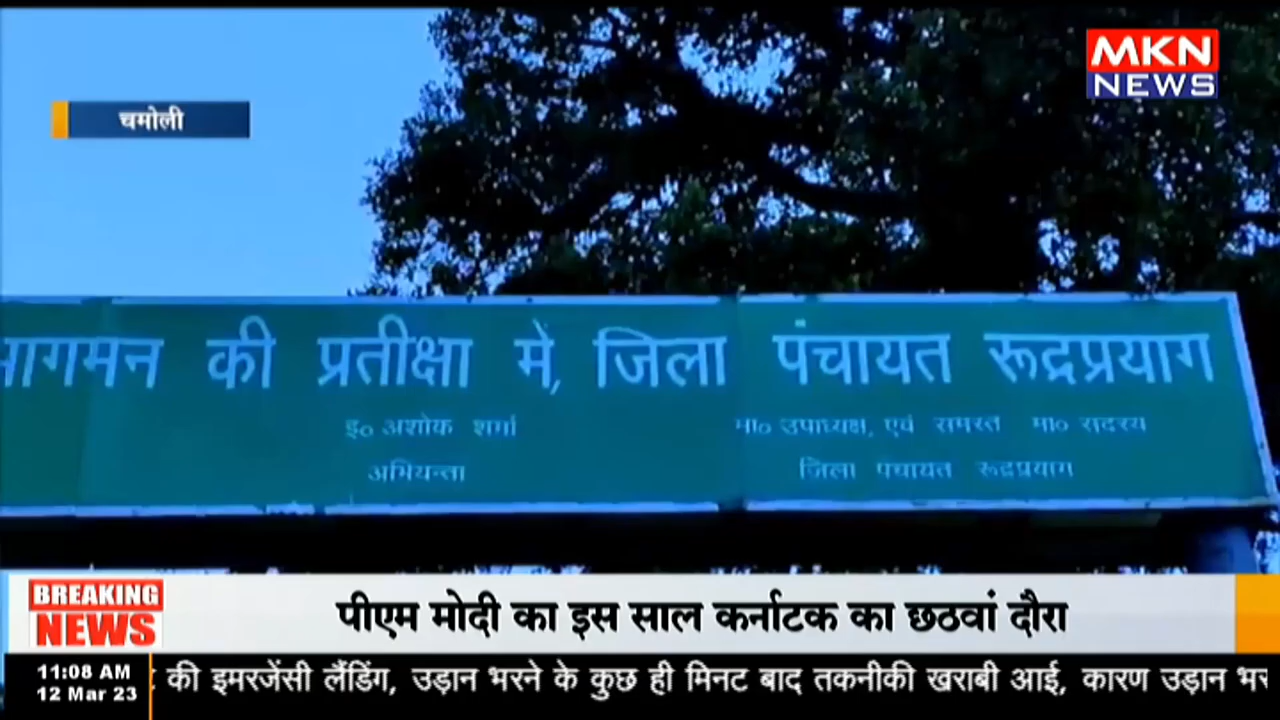 MKN
NEWS
चमोली
आगमन की प्रतीक्षा में, जिला पंचायत रूद्रप्रयाग
इ० अशोक शर्मा
अभियन्ता
मा० उपाध्यक्ष, एवं समस्त मा० सदस्य
जिला पंचायत रूद्रप्रयाग
BREAKING
NEWS
पीएम मोदी का इस साल कर्नाटक का छठवां दौरा
11:08 AM
12 Mar 23
की इमरजेंसी लैंडिंग, उड़ान भरने के कुछ ही मिनट बाद तकनीकी खराबी आई, कारण उड़ान